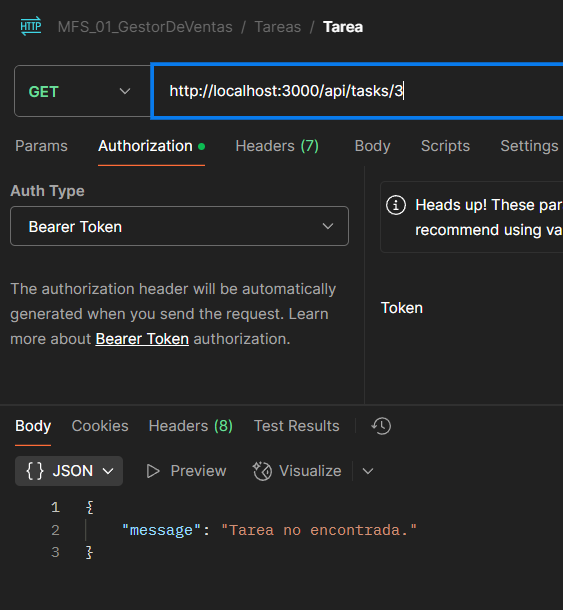 HTTP MFS_01_GestorDeVentas / Tareas / Tarea
GET http://localhost:3000/api/tasks/3
Params Authorization Headers (7) Body Scripts Settings
Auth Type
Bearer Token
The authorization header will be automatically
generated when you send the request. Learn
more about Bearer Token authorization.
Heads up! These par
recommend using va
Token
Body Cookies Headers (8) Test Results
{} JSON Preview Visualize
1 {
2 "message": "Tarea no encontrada."
3 }